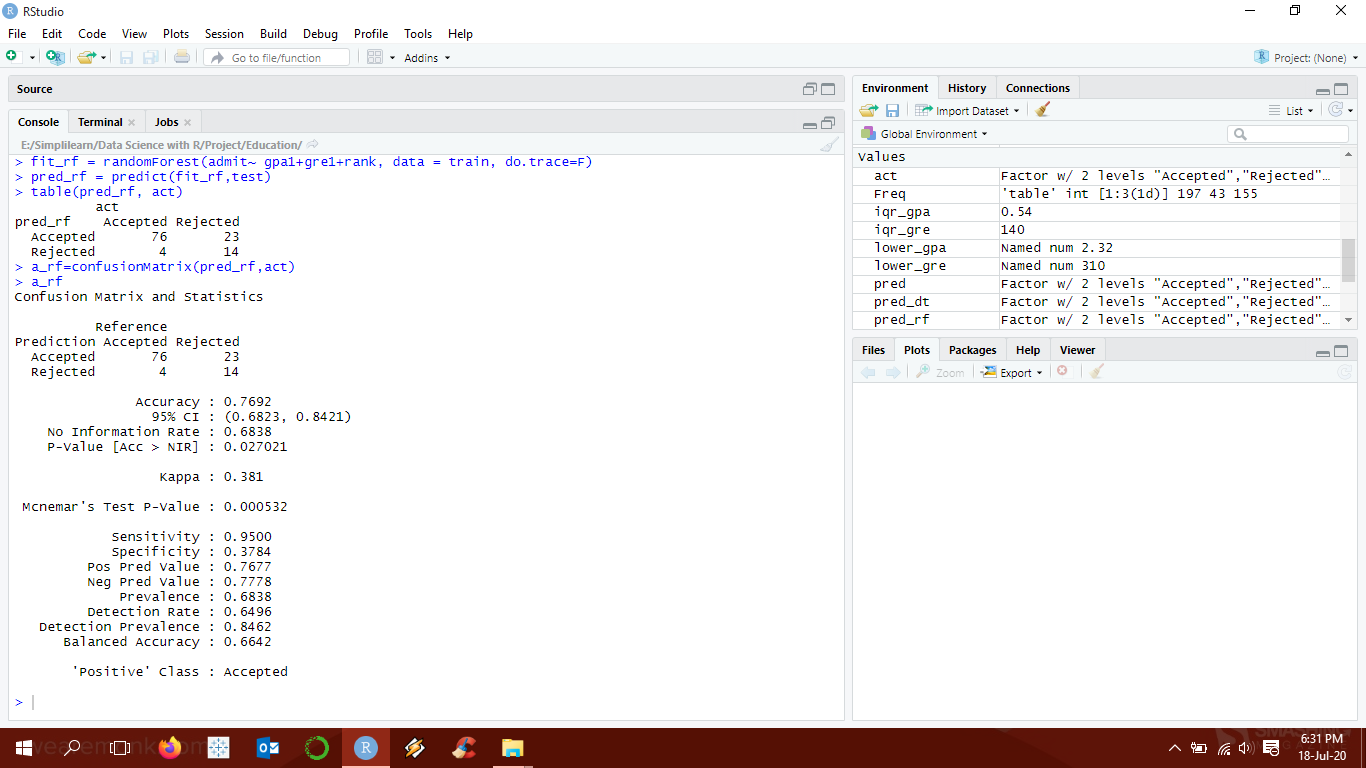 RStudio
File Edit Code View Plots Session Build Debug Profile Tools Help
Go to file/function Addins Project: (None)
Source
Console Terminal Jobs
E:/Simplilearn/Data Science with R/Project/Education/
> fit_rf = randomForest(admit~ gpa1+gre1+rank, data = train, do.trace=F)
> pred_rf = predict(fit_rf,test)
> table(pred_rf, act)
act
pred_rf Accepted Rejected
Accepted 76 23
Rejected 4 14
> a_rf=confusionMatrix(pred_rf,act)
> a_rf
Confusion Matrix and Statistics
Reference
Prediction Accepted Rejected
Accepted 76 23
Rejected 4 14
Accuracy : 0.7692
95% CI : (0.6823, 0.8421)
No Information Rate : 0.6838
P-Value [Acc > NIR] : 0.027021
Kappa : 0.381
Mcnemar's Test P-Value : 0.000532
Sensitivity : 0.9500
Specificity : 0.3784
Pos Pred Value : 0.7677
Neg Pred Value : 0.7778
Prevalence : 0.6838
Detection Rate : 0.6496
Detection Prevalence : 0.8462
Balanced Accuracy : 0.6642
'Positive' Class : Accepted
>
Environment History Connections
Import Dataset List
Global Environment
Values
act Factor w/ 2 levels "Accepted","Rejected"…
Freq 'table' int [1:3(1d)] 197 43 155
iqr_gpa 0.54
iqr_gre 140
lower_gpa Named num 2.32
lower_gre Named num 310
pred Factor w/ 2 levels "Accepted","Rejected"…
pred_dt Factor w/ 2 levels "Accepted","Rejected"…
pred_rf Factor w/ 2 levels "Accepted","Rejected"…
Files Plots Packages Help Viewer
Zoom Export
6:31 PM
18-Jul-20